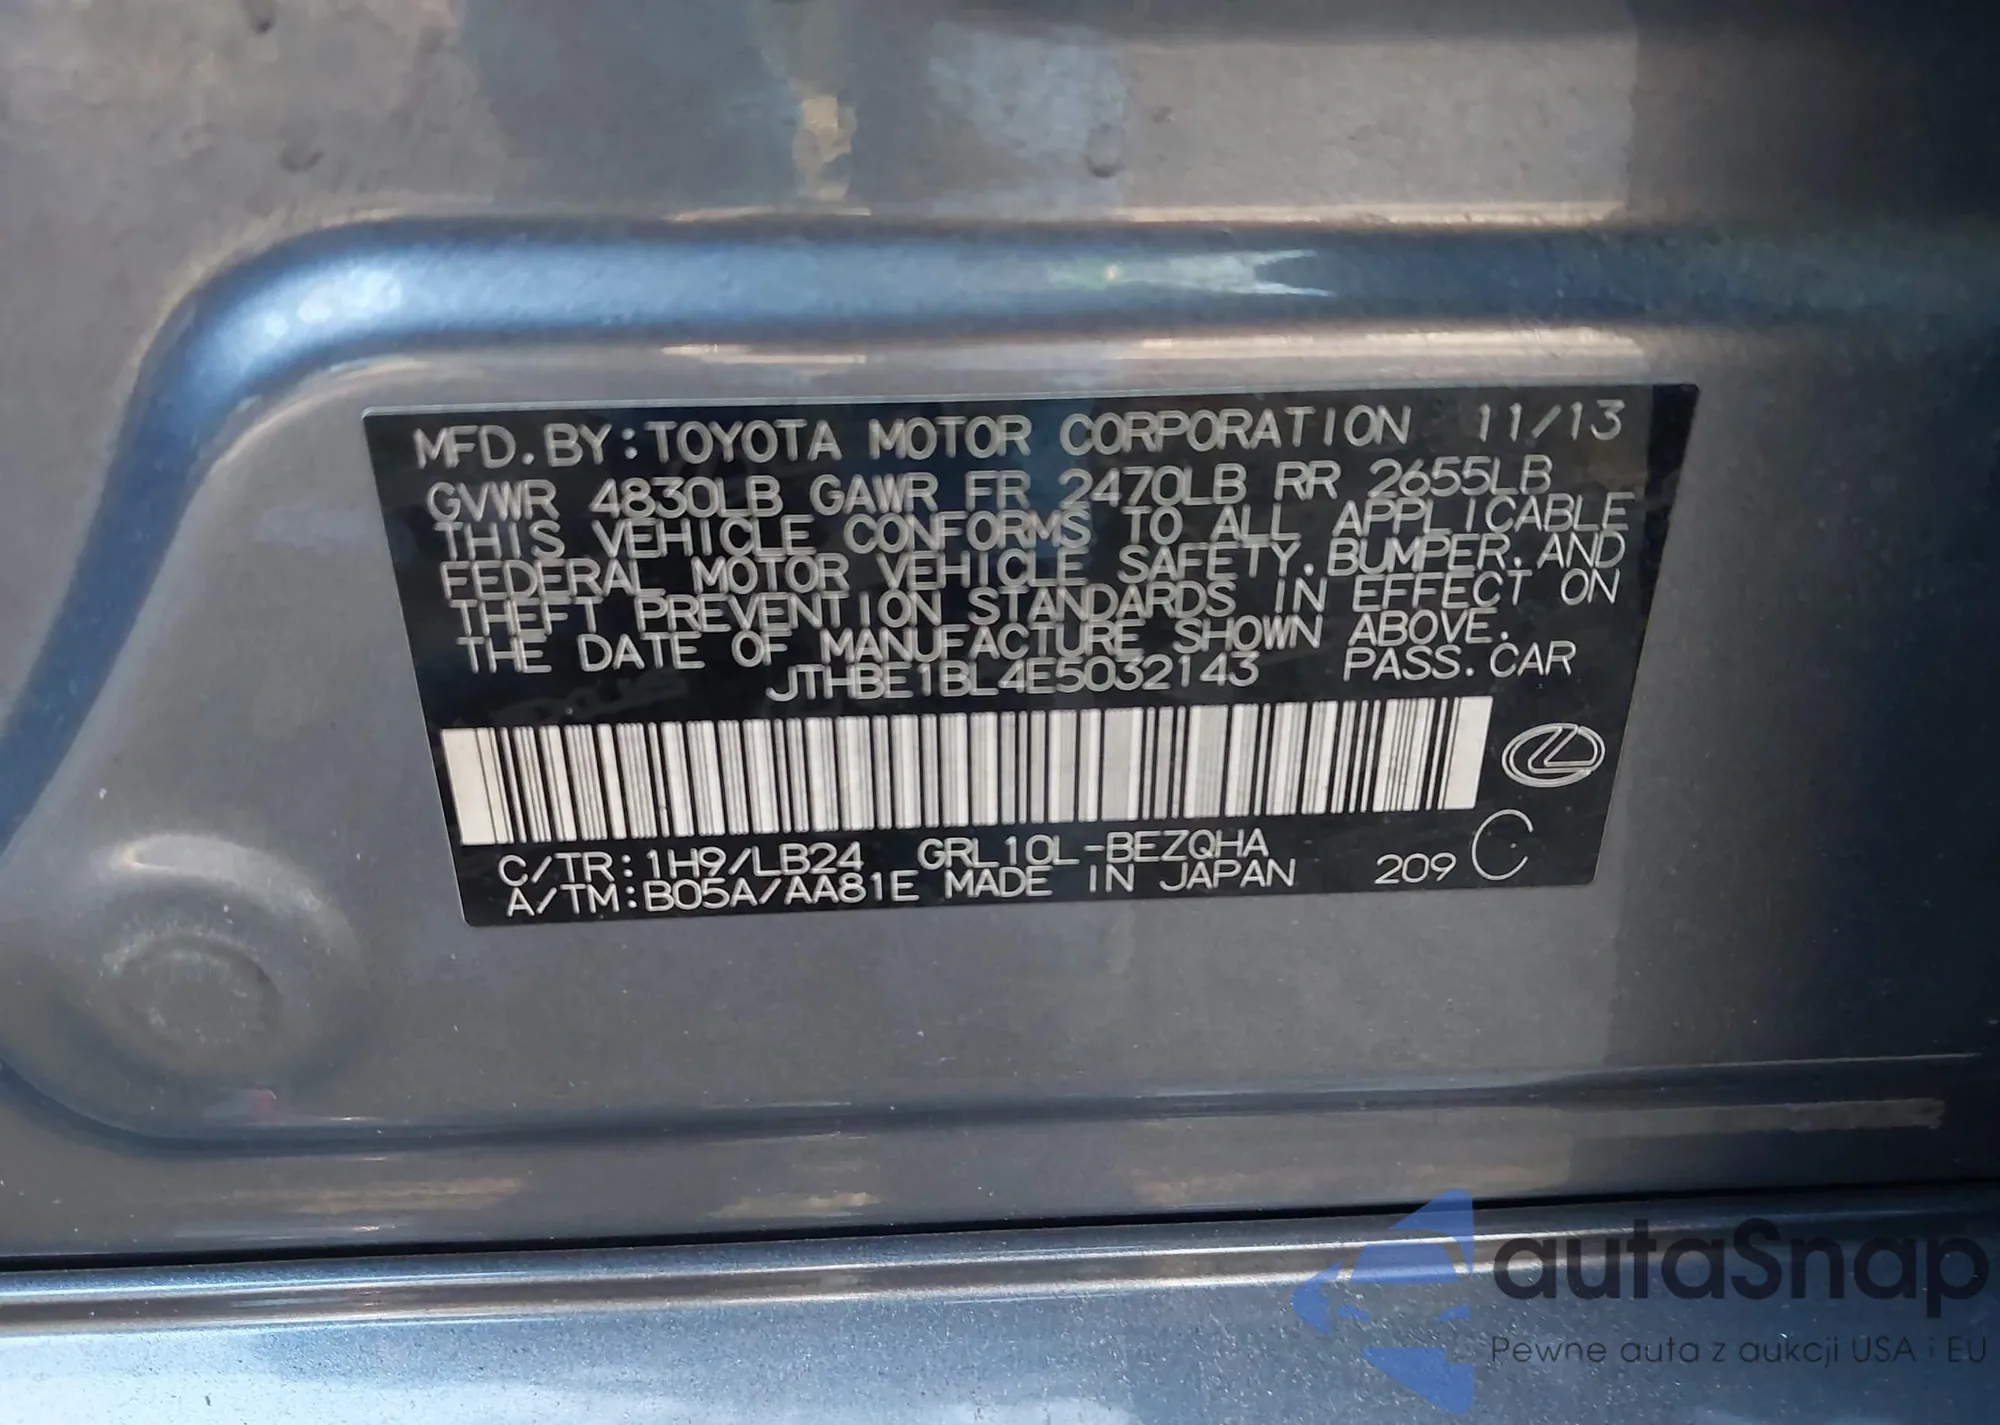 MFD. BY: TOYOTA MOTOR CORPORATION 11/13
GVWR 4830LB GAWR FR 2470LB RR 2655LB
THIS VEHICLE CONFORMS TO ALL APPLICABLE
FEDERAL MOTOR VEHICLE SAFETY, BUMPER, AND
THEFT PREVENTION STANDARDS IN EFFECT ON
THE DATE OF MANUFACTURE SHOWN ABOVE.
JTHBE1BL4E5032143 PASS. CAR
C/TR: 1H9/LB24 GRL10L-BEZQHA
A/TM: B05A/AA81E MADE IN JAPAN 209 C
autaSnap
Pewne auta z aukcji USA i EU